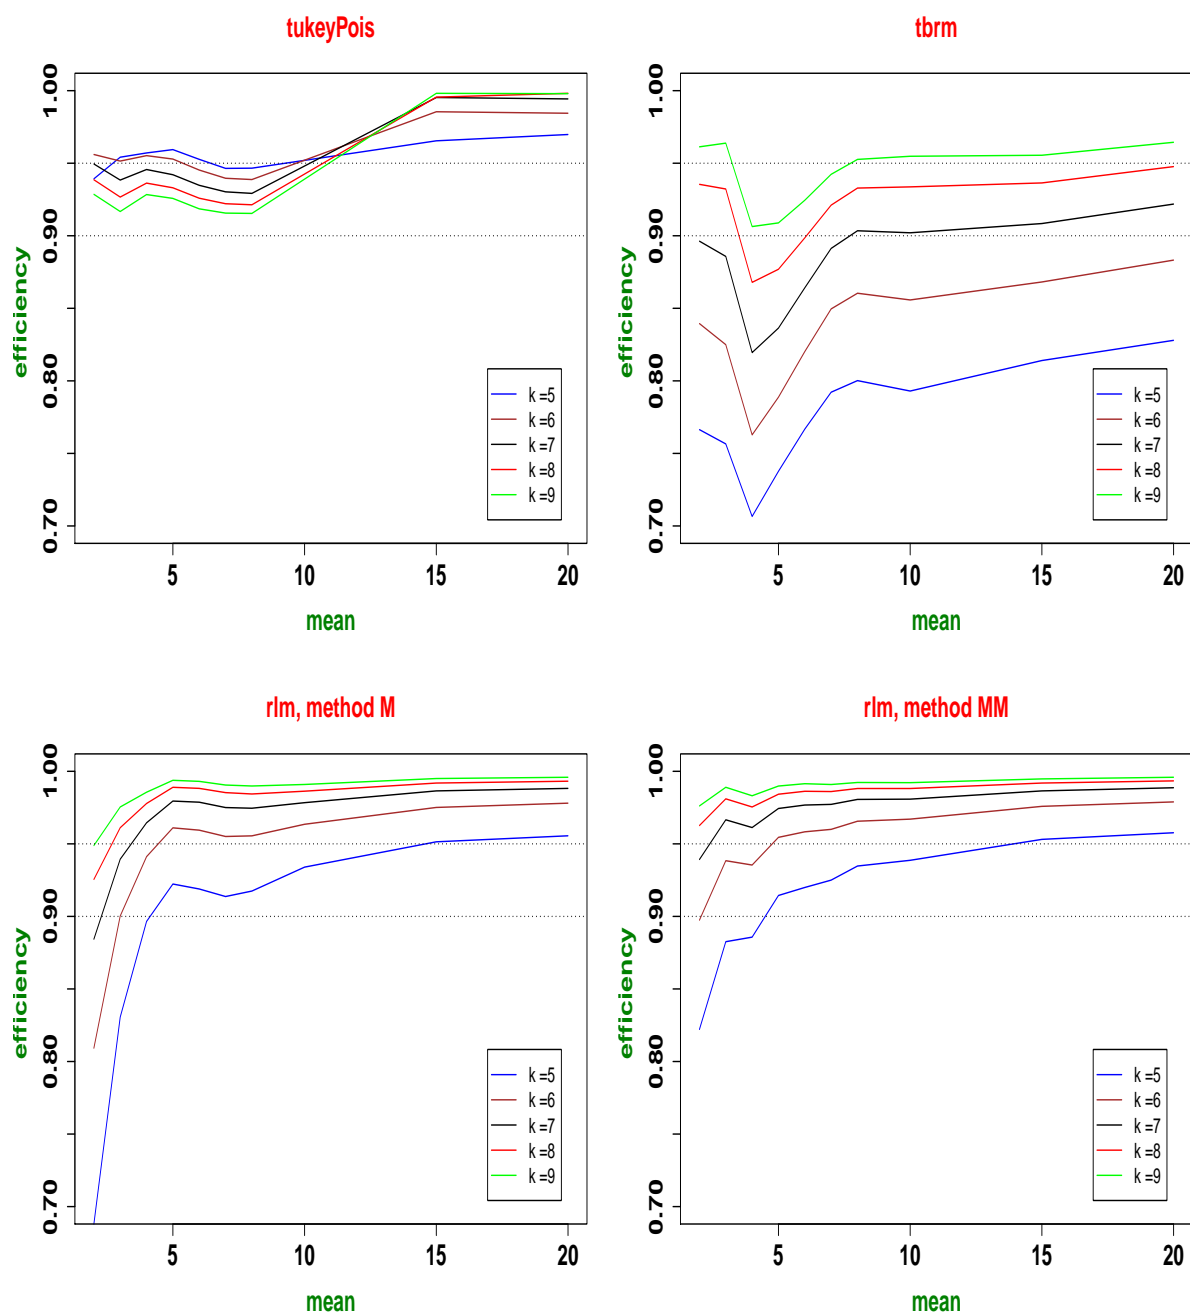 tukeyPois
1.00
0.90
0.80
0.70
efficiency
k =5
k =6
k =7
k =8
k =9
5 10 15 20
mean
tbrm
1.00
0.90
0.80
0.70
efficiency
k =5
k =6
k =7
k =8
k =9
5 10 15 20
mean
rlm, method M
1.00
0.90
0.80
0.70
efficiency
k =5
k =6
k =7
k =8
k =9
5 10 15 20
mean
rlm, method MM
1.00
0.90
0.80
0.70
efficiency
k =5
k =6
k =7
k =8
k =9
5 10 15 20
mean